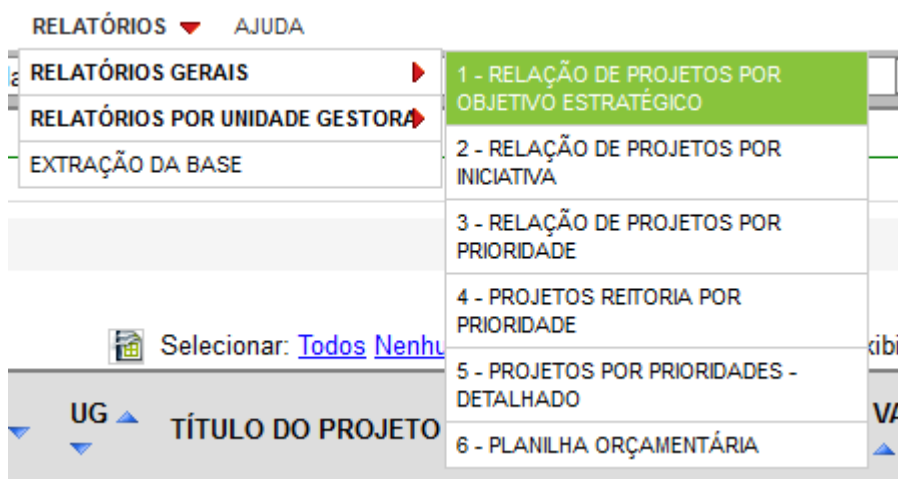 RELATÓRIOS AJUDA
RELATÓRIOS GERAIS
RELATÓRIOS POR UNIDADE GESTORA
EXTRAÇÃO DA BASE
1 - RELAÇÃO DE PROJETOS POR
OBJETIVO ESTRATÉGICO
2 - RELAÇÃO DE PROJETOS POR
INICIATIVA
3 - RELAÇÃO DE PROJETOS POR
PRIORIDADE
4 - PROJETOS REITORIA POR
PRIORIDADE
5 - PROJETOS POR PRIORIDADES -
DETALHADO
6 - PLANILHA ORÇAMENTÁRIA
Selecionar: Todos Nenhu
UG TÍTULO DO PROJETO